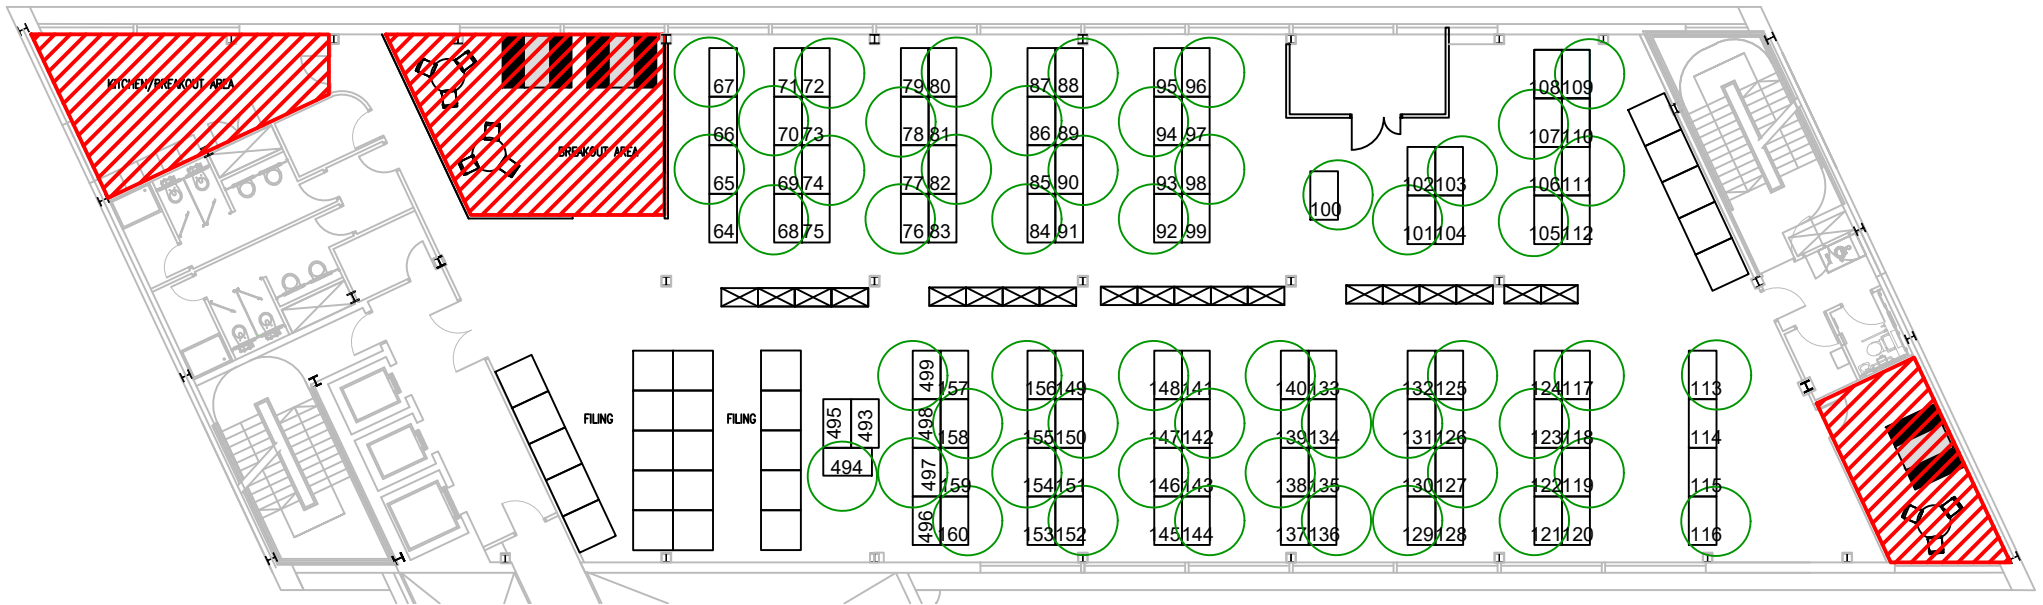 KITCHEN/BREAKOUT AREA
BREAKOUT AREA
67 71 72 79 80 87 88 95 96 108 109
66 70 73 78 81 86 89 94 97 107 110
65 69 74 77 82 85 90 93 98 102 103 106 111
100
64 68 75 76 83 84 91 92 99 101 104 105 112
499 157 156 149 148 141 140 133 132 125 124 117 113
FILING
FILING
495 493 498 158 155 150 147 142 139 134 131 126 123 118 114
494 497 159 154 151 146 143 138 135 130 127 122 119 115
496 160 153 152 145 144 137 136 129 128 121 120 116